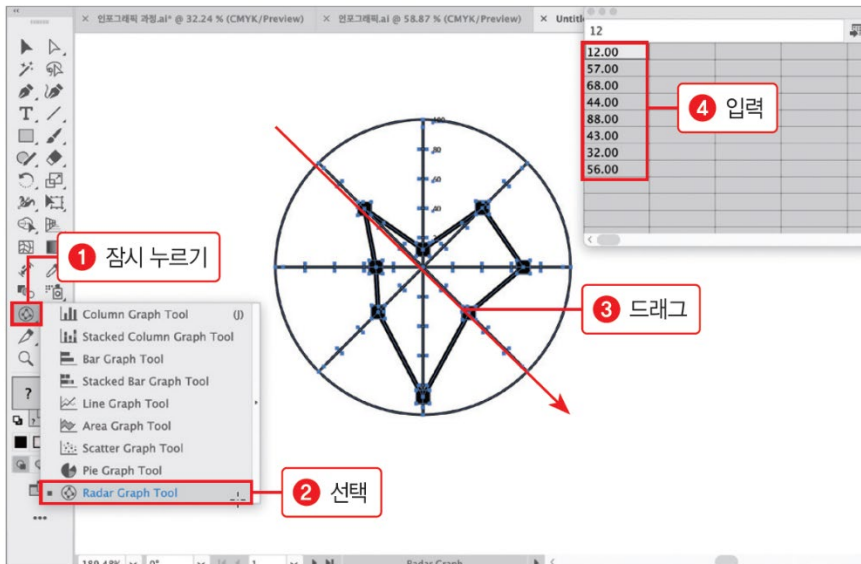 인포그래픽 과정.ai* @ 32.24 % (CMYK/Preview)
인포그래픽.ai @ 58.87 % (CMYK/Preview)
Untitl
12
12.00
57.00
68.00
44.00
88.00
43.00
32.00
56.00
4 입력
100
80
60
40
1 잠시 누르기
3 드래그
Column Graph Tool (J)
Stacked Column Graph Tool
Bar Graph Tool
Stacked Bar Graph Tool
Line Graph Tool
Area Graph Tool
Scatter Graph Tool
Pie Graph Tool
Radar Graph Tool
2 선택
189.48% 0° 1 Radar Graph